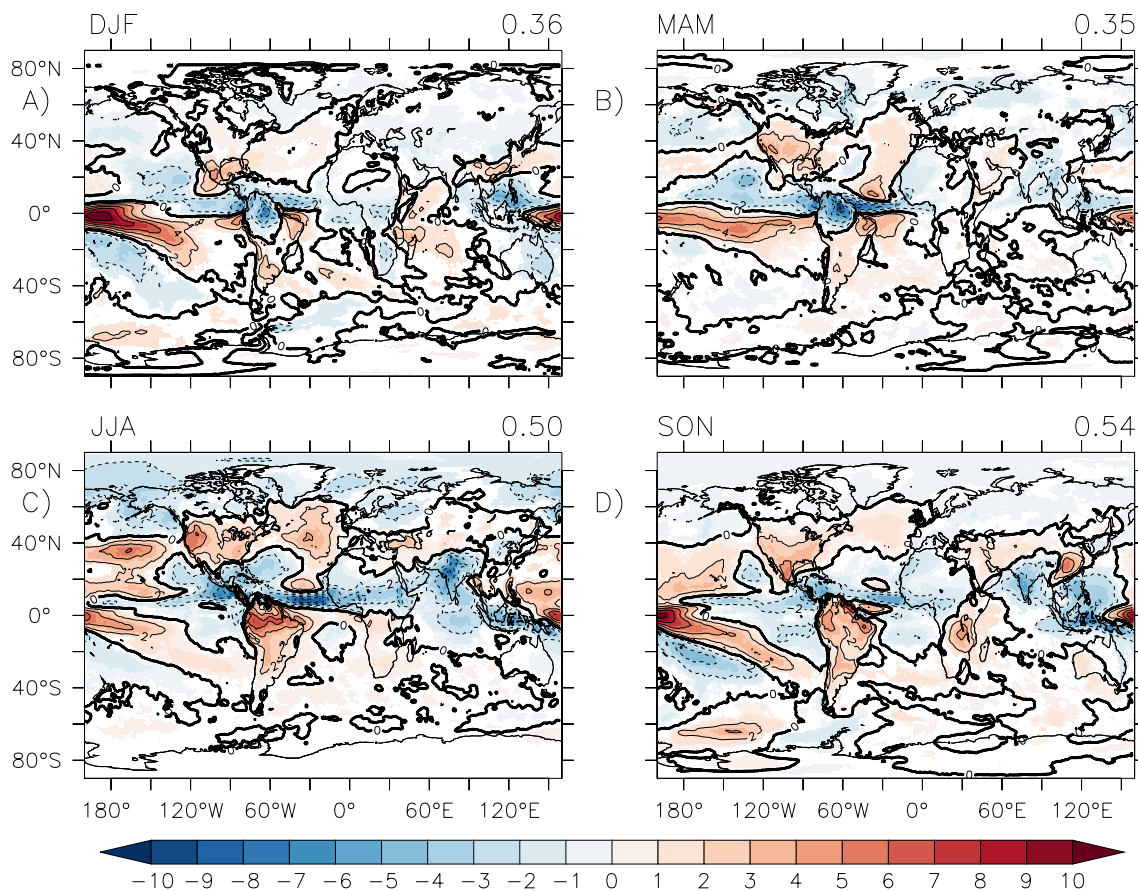 DJF 0.36 MAM 0.35
80°N
A) B)
40°N
0°
40°S
80°S
JJA 0.50 SON 0.54
80°N
C) D)
40°N
0°
40°S
80°S
180° 120°W 60°W 0° 60°E 120°E 180° 120°W 60°W 0° 60°E 120°E
−10 −9 −8 −7 −6 −5 −4 −3 −2 −1 0 1 2 3 4 5 6 7 8 9 10